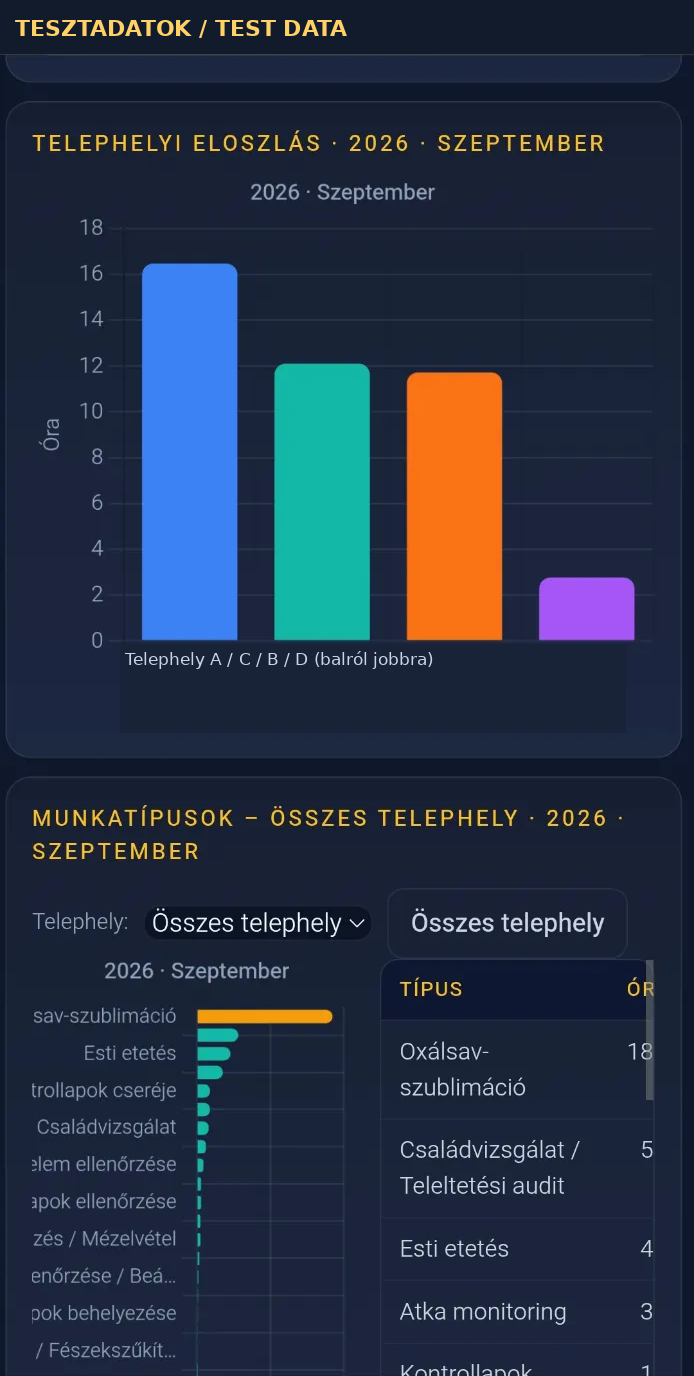 TESZTADATOK / TEST DATA
TELEPHELYI ELOSZLÁS · 2026 · SZEPTEMBER
2026 · Szeptember
18
16
14
12
10
8
6
4
2
0
Óra
Telephely A / C / B / D (balról jobbra)
MUNKATÍPUSOK – ÖSSZES TELEPHELY · 2026 ·
SZEPTEMBER
Telephely:
Összes telephely
Összes telephely
2026 · Szeptember
sav-szublimáció
Esti etetés
trollapok cseréje
Családvizsgálat
elem ellenőrzése
apok ellenőrzése
zés / Mézelvétel
enőrzése / Beá…
pok behelyezése
/ Fészekszűkít…
TÍPUS
ÓR
Oxálsav-
szublimáció
18
Családvizsgálat /
Teleltetési audit
5
Esti etetés
4
Atka monitoring
3
Kontrollapok
1